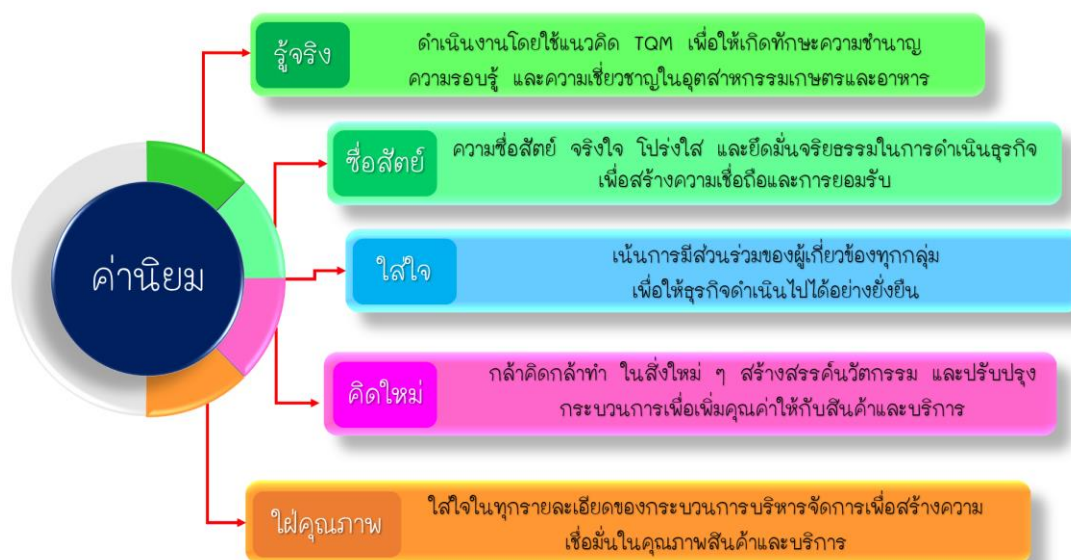 ค่านิยม
รู้จริง
ดำเนินงานโดยใช้แนวคิด TQM เพื่อให้เกิดทักษะความชำนาญ
ความรอบรู้ และความเชี่ยวชาญในอุตสาหกรรมเกษตรและอาหาร
ซื่อสัตย์
ความซื่อสัตย์ จริงใจ โปร่งใส และยึดมั่นจริยธรรมในการดำเนินธุรกิจ
เพื่อสร้างความเชื่อถือและการยอมรับ
ใส่ใจ
เน้นการมีส่วนร่วมของผู้เกี่ยวข้องทุกกลุ่ม
เพื่อให้ธุรกิจดำเนินไปได้อย่างยั่งยืน
คิดใหม่
กล้าคิดกล้าทำ ในสิ่งใหม่ ๆ สร้างสรรค์นวัตกรรม และปรับปรุง
กระบวนการเพื่อเพิ่มคุณค่าให้กับสินค้าและบริการ
ใฝ่คุณภาพ
ใส่ใจในทุกรายละเอียดของกระบวนการบริหารจัดการเพื่อสร้างความ
เชื่อมั่นในคุณภาพสินค้าและบริการ